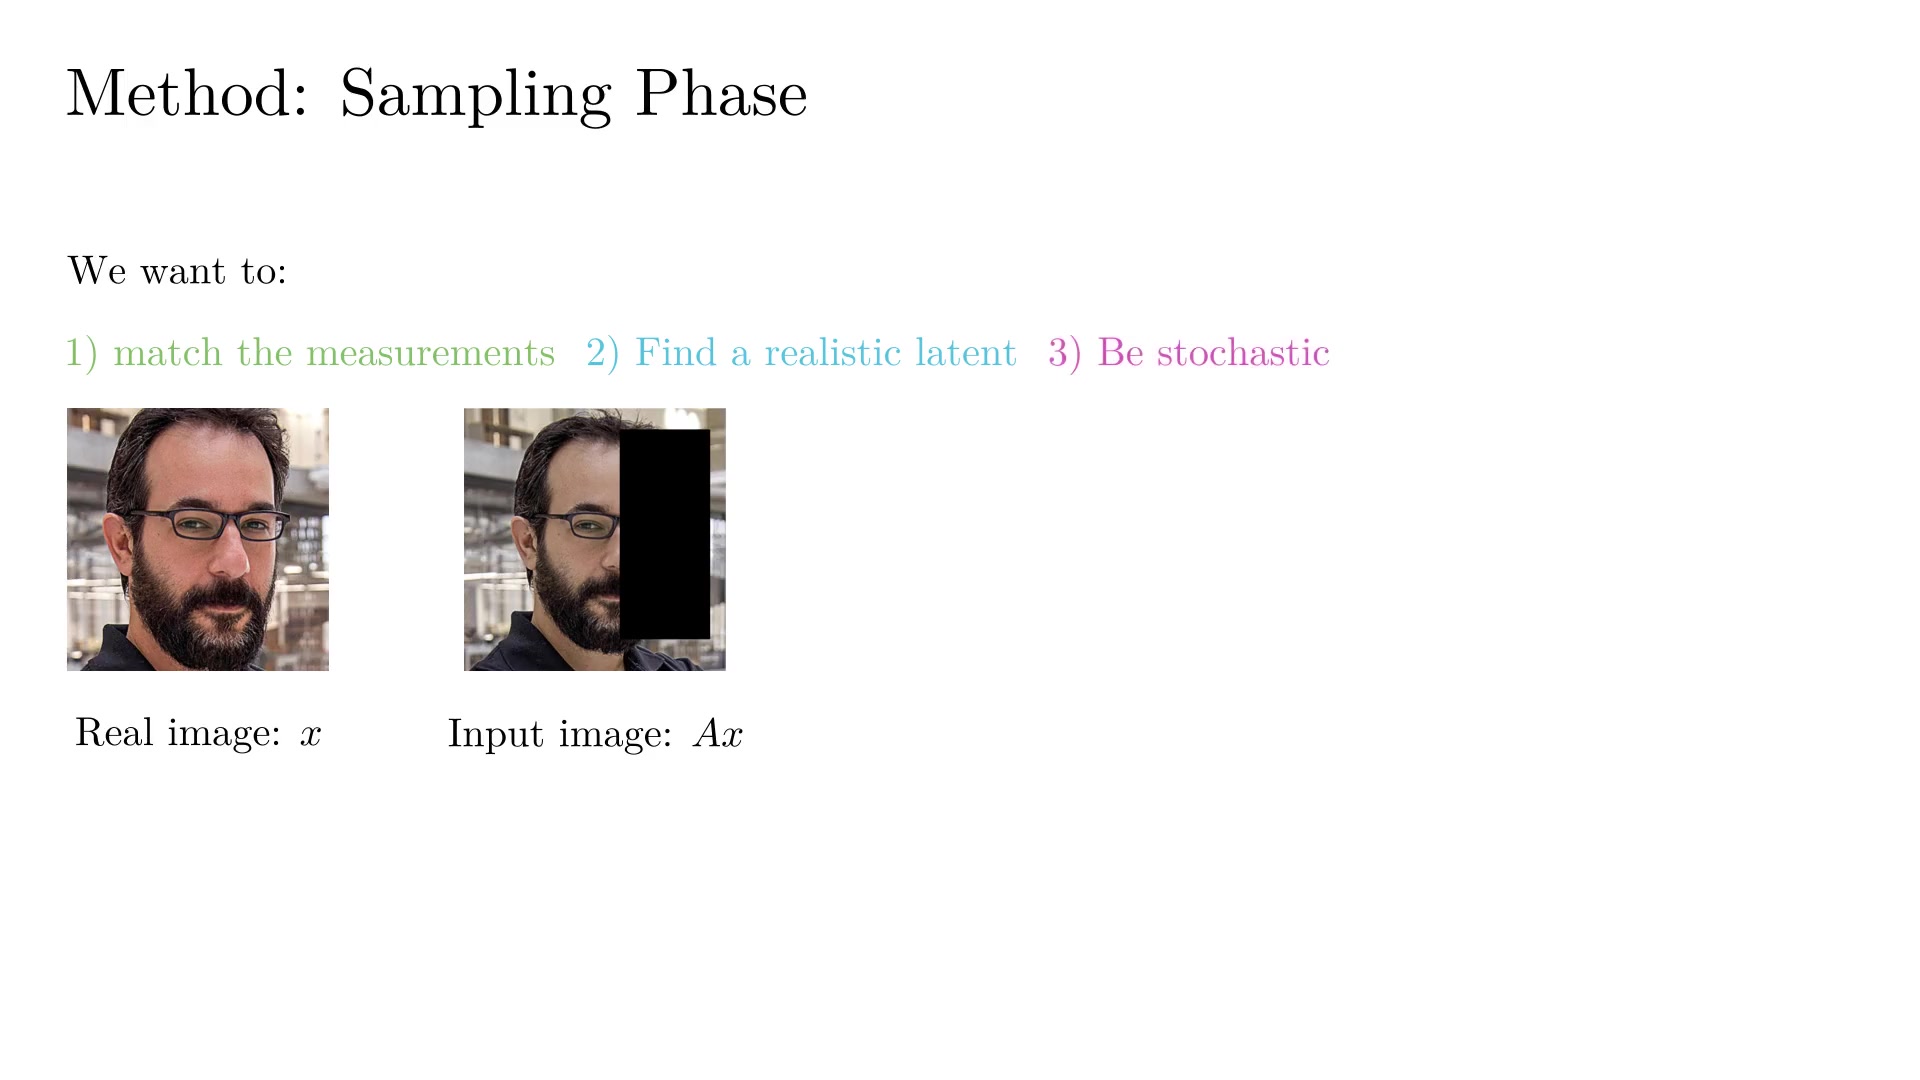 Method: Sampling Phase
We want to:
1) match the measurements 2) Find a realistic latent 3) Be stochastic
Real image: x
Input image: Ax